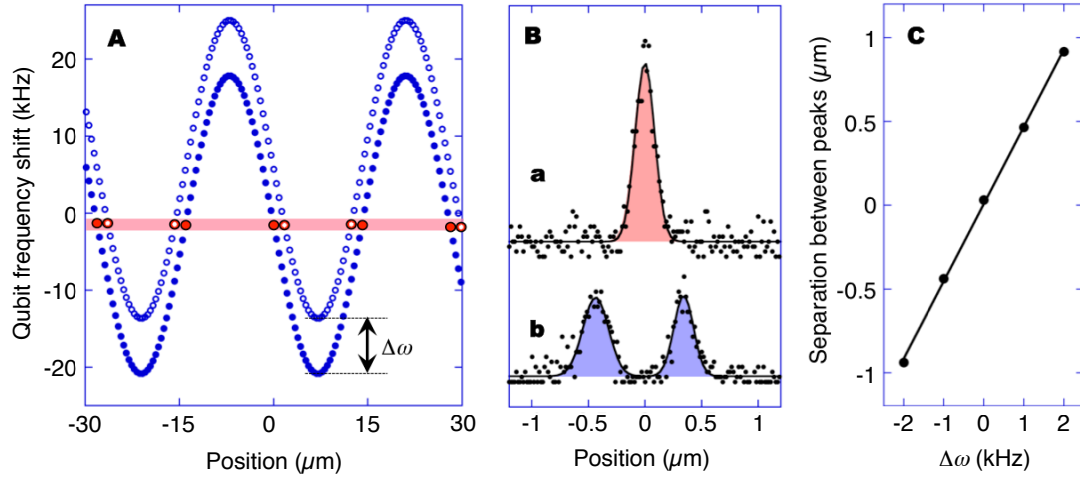 A
Qubit frequency shift (kHz)
20
10
0
-10
-20
Δω
-30
-15
0
15
30
Position (µm)
B
a
b
-1
-0.5
0
0.5
1
Position (µm)
C
Separation between peaks (µm)
1
0.5
0
-0.5
-1
-2
-1
0
1
2
Δω (kHz)